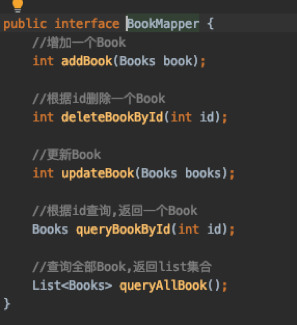 public interface BookMapper {
//增加一个Book
int addBook(Books book);
//根据id删除一个Book
int deleteBookById(int id);
//更新Book
int updateBook(Books books);
//根据id查询,返回一个Book
Books queryBookById(int id);
//查询全部Book,返回list集合
List<Books> queryAllBook();
}